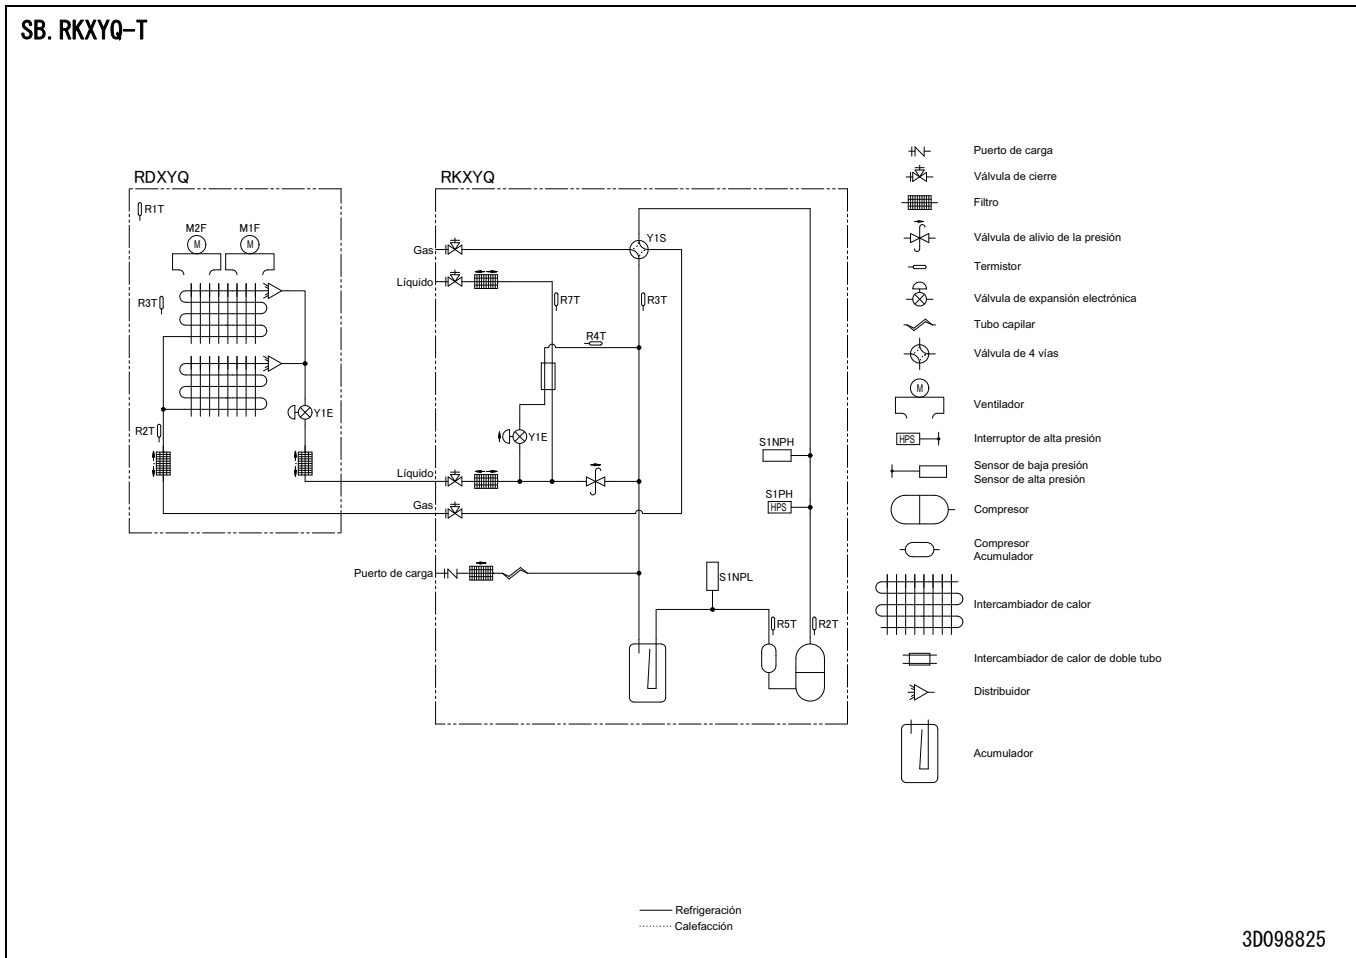 SB. RKXYQ-T
RDXYQ
R1T
M2F
M1F
M
M
R3T
Y1E
R2T
RKXYQ
Gas
Y1S
Líquido
R7T
R3T
R4T
Y1E
S1NPH
Líquido
S1PH
HPS
Gas
Puerto de carga
S1NPL
R5T
R2T
Puerto de carga
Válvula de cierre
Filtro
Válvula de alivio de la presión
Termistor
Válvula de expansión electrónica
Tubo capilar
Válvula de 4 vías
M
Ventilador
HPS
Interruptor de alta presión
Sensor de baja presión
Sensor de alta presión
Compresor
Compresor
Acumulador
Intercambiador de calor
Intercambiador de calor de doble tubo
Distribuidor
Acumulador
Refrigeración
Calefacción
3D098825